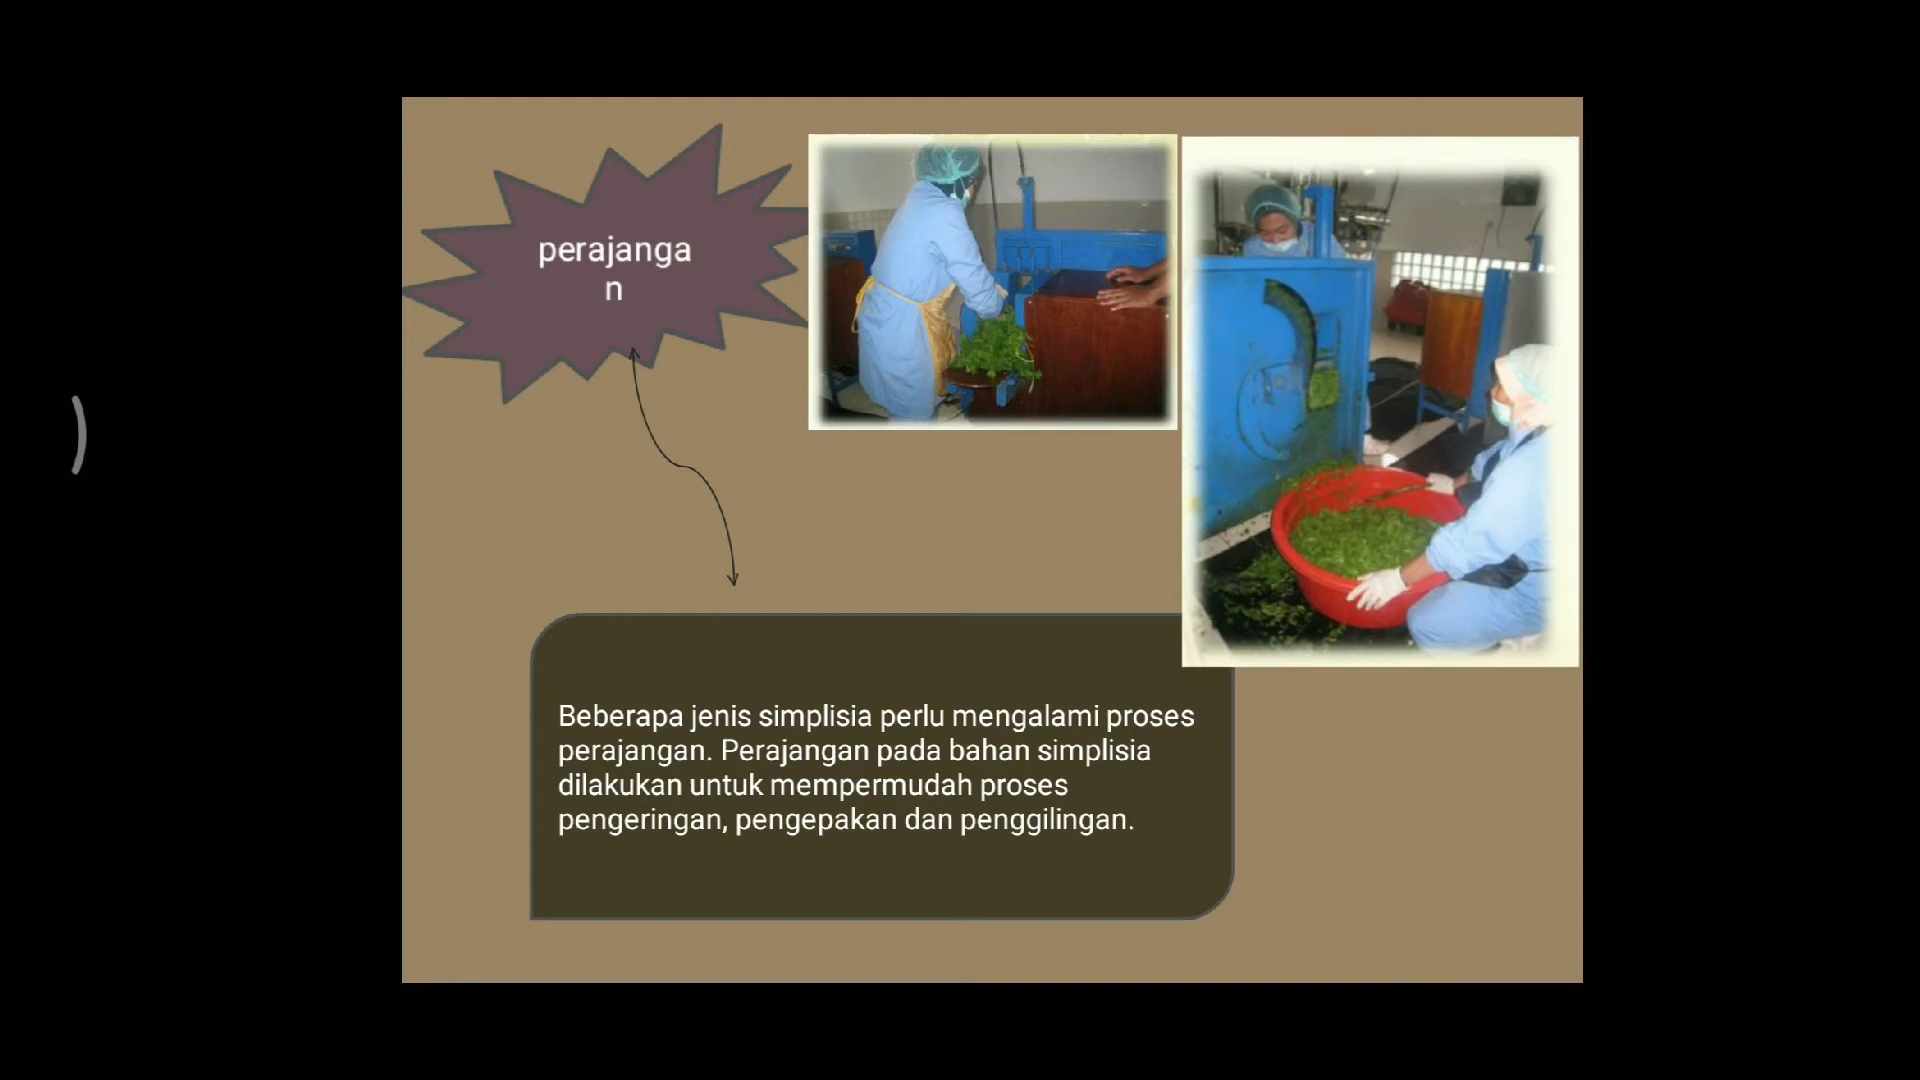 perajanga
n
Beberapa jenis simplisia perlu mengalami proses
perajangan. Perajangan pada bahan simplisia
dilakukan untuk mempermudah proses
pengeringan, pengepakan dan penggilingan.